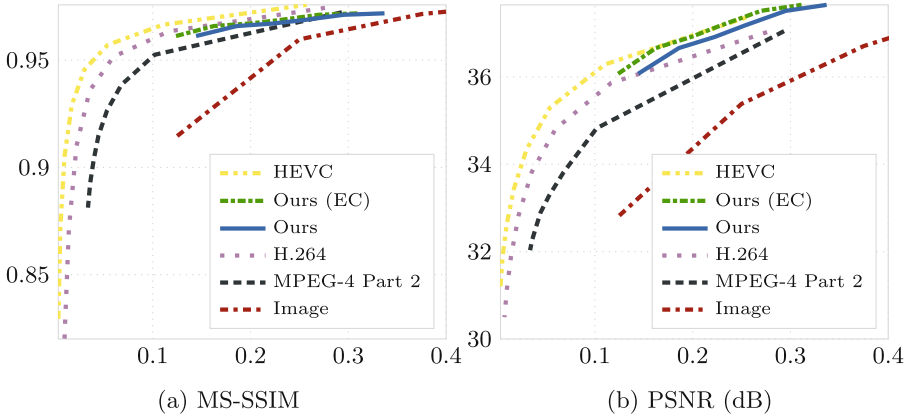 0.95
0.9
0.85
0.1 0.2 0.3 0.4
HEVC
Ours (EC)
Ours
H.264
MPEG-4 Part 2
Image
(a) MS-SSIM
36
34
32
30
0.1 0.2 0.3 0.4
HEVC
Ours (EC)
Ours
H.264
MPEG-4 Part 2
Image
(b) PSNR (dB)